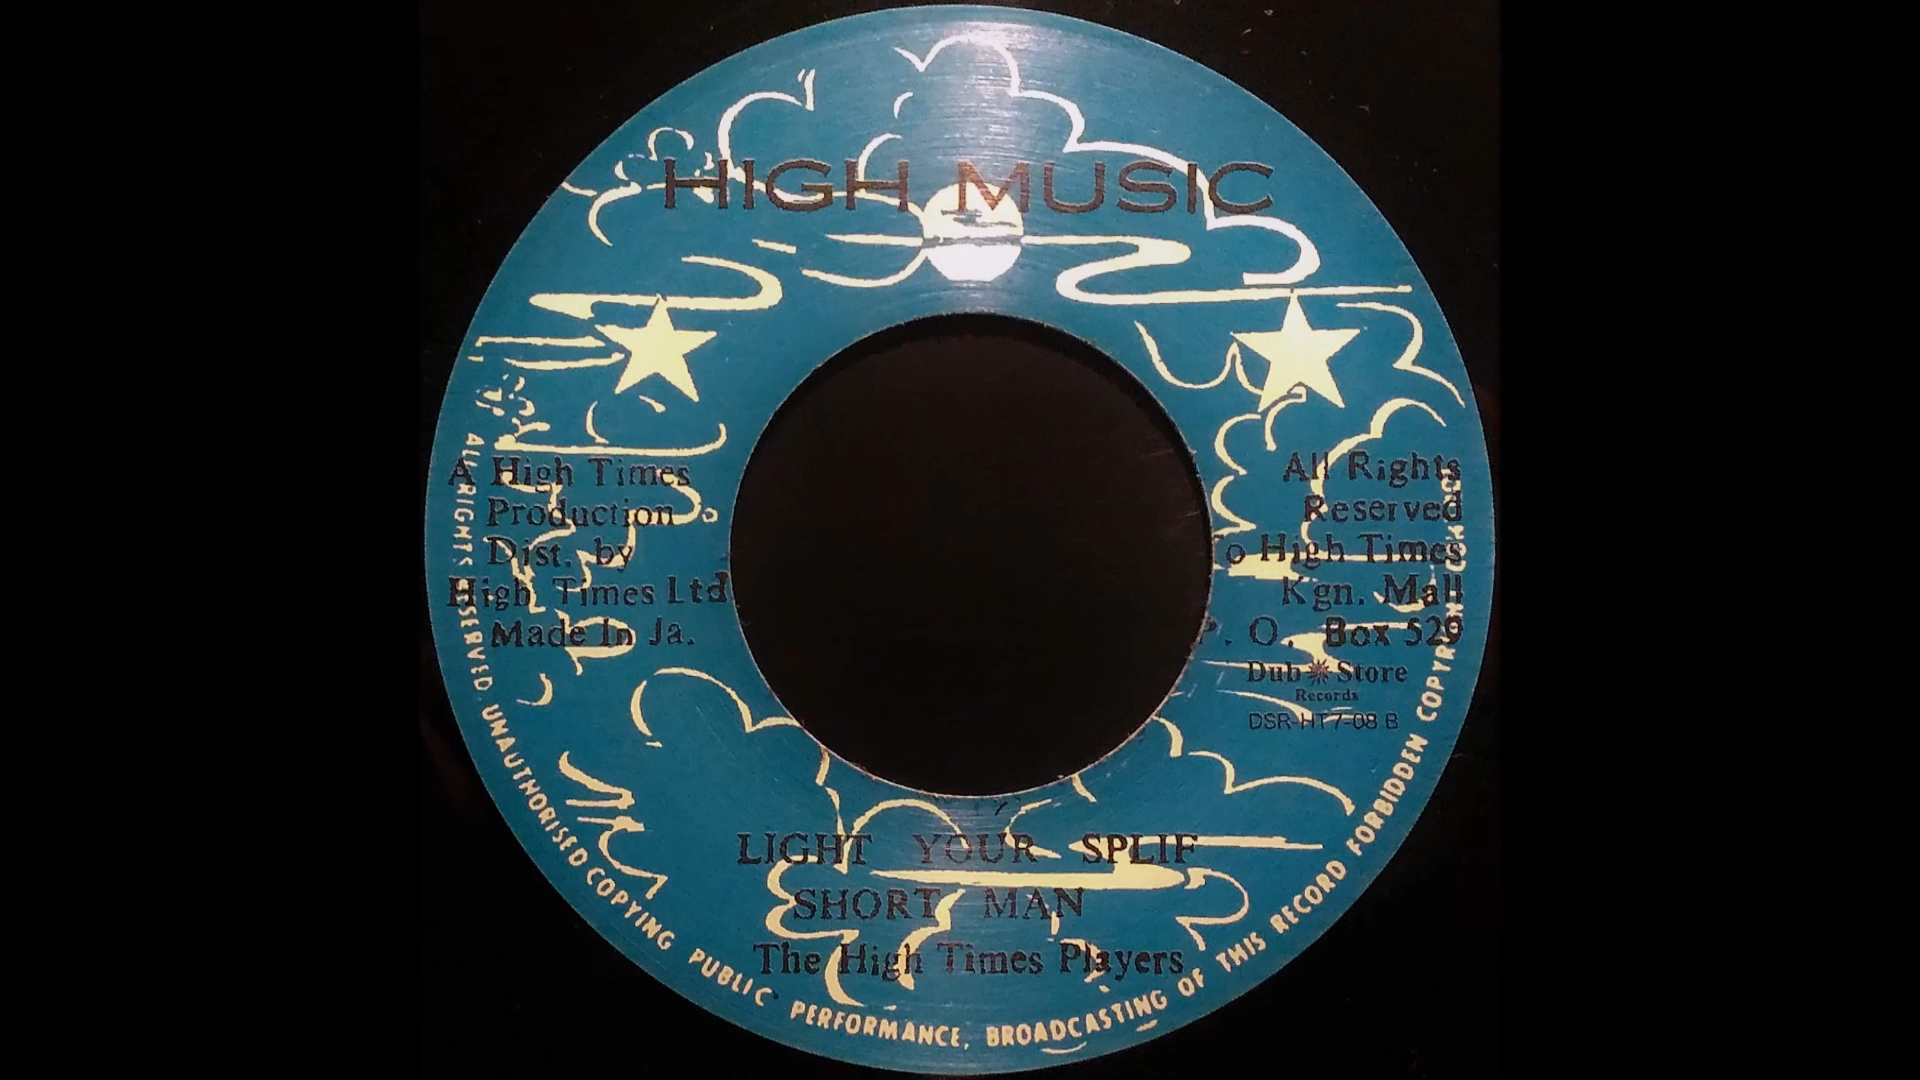 HIGH MUSIC
A High Times
Production
Dist. by
High Times Ltd
Made In Ja.
All Rights
Reserved
To High Times
Kgn. Mall
P. O. Box 529
Dub Store
Records
DSR-HT7-08 B
LIGHT YOUR SPLIF
SHORT MAN
The High Times Players
ALL RIGHTS RESERVED. UNAUTHORISED COPYING PUBLIC PERFORMANCE, BROADCASTING OF THIS RECORD FORBIDDEN